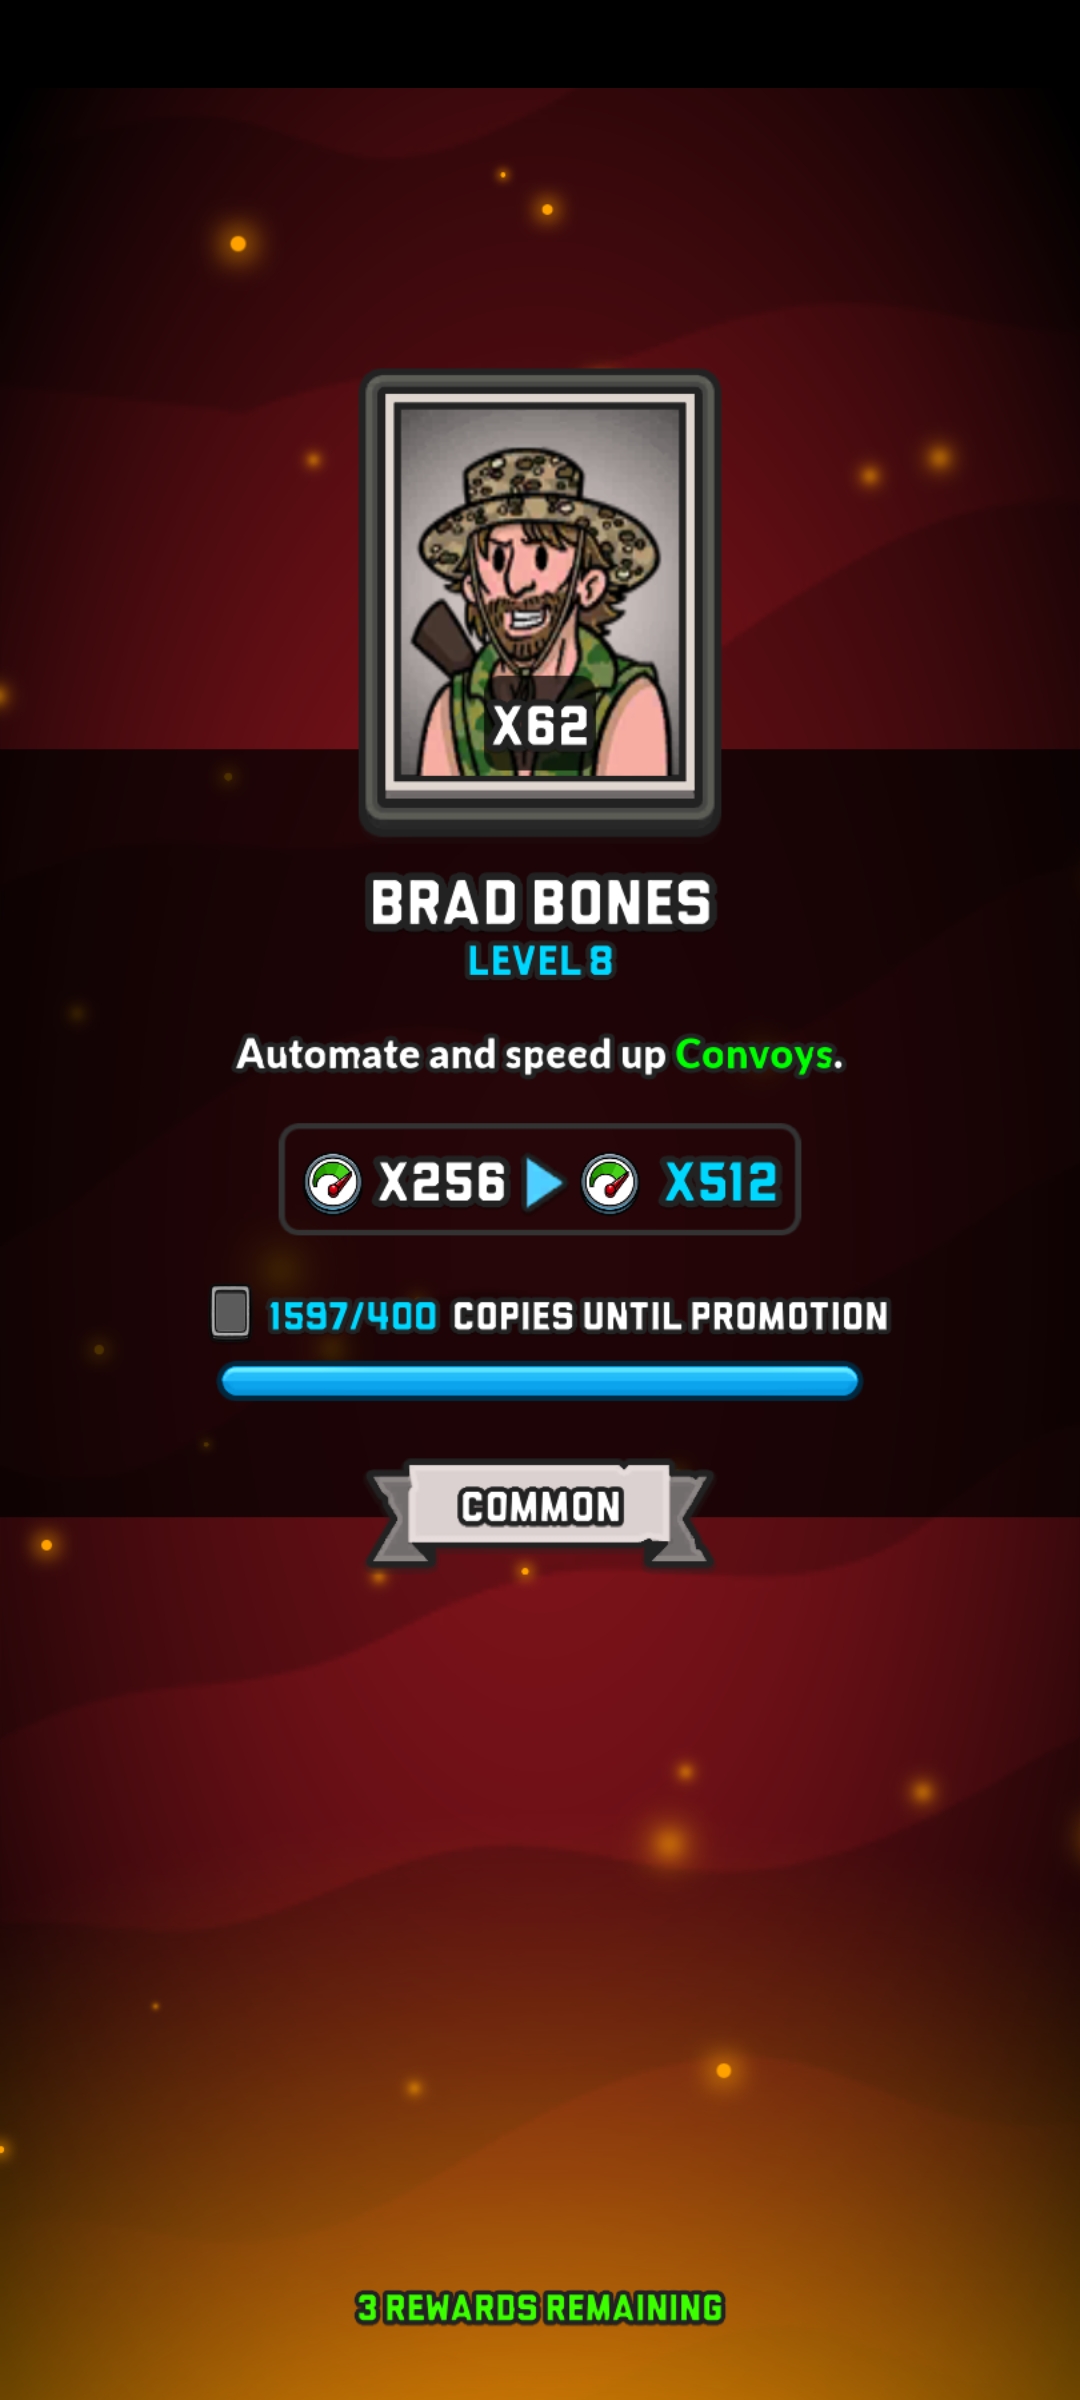 X62
BRAD BONES
LEVEL 8
Automate and speed up Convoys.
X256 X512
1597/400 COPIES UNTIL PROMOTION
COMMON
3 REWARDS REMAINING